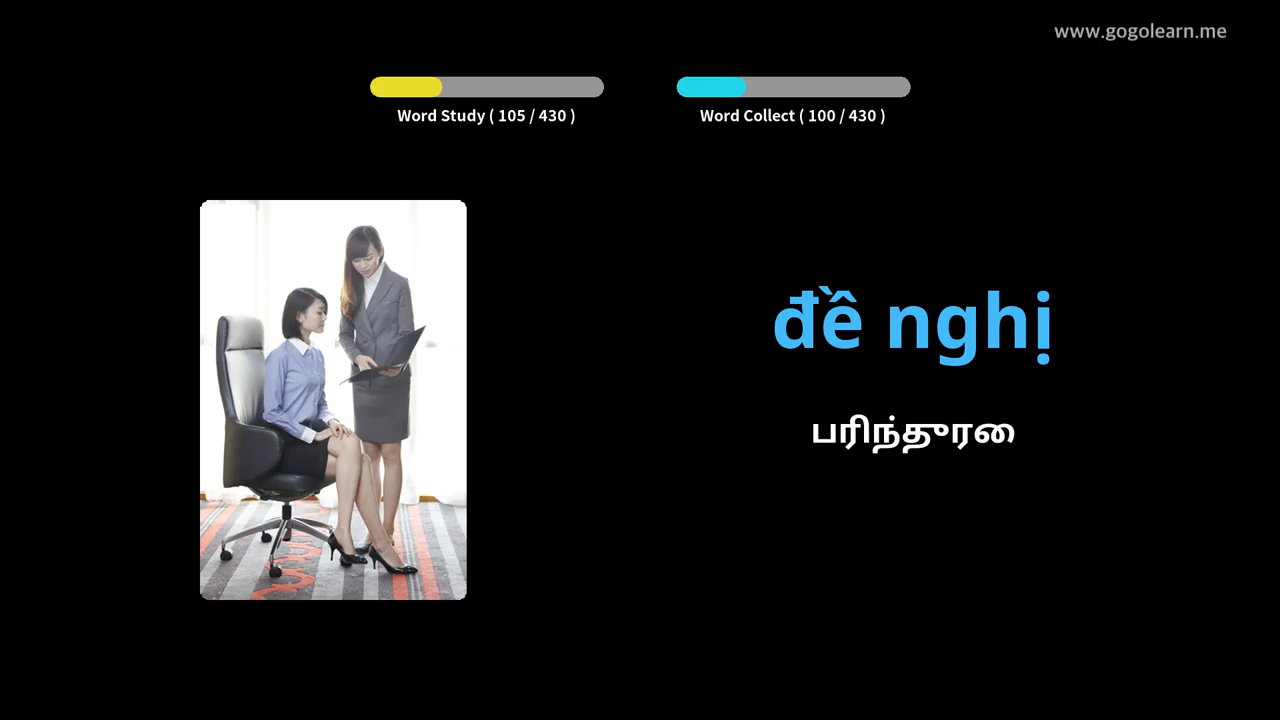 www.gogolearn.me
Word Study ( 105 / 430 )
Word Collect ( 100 / 430 )
đề nghị
பரிந்துரை